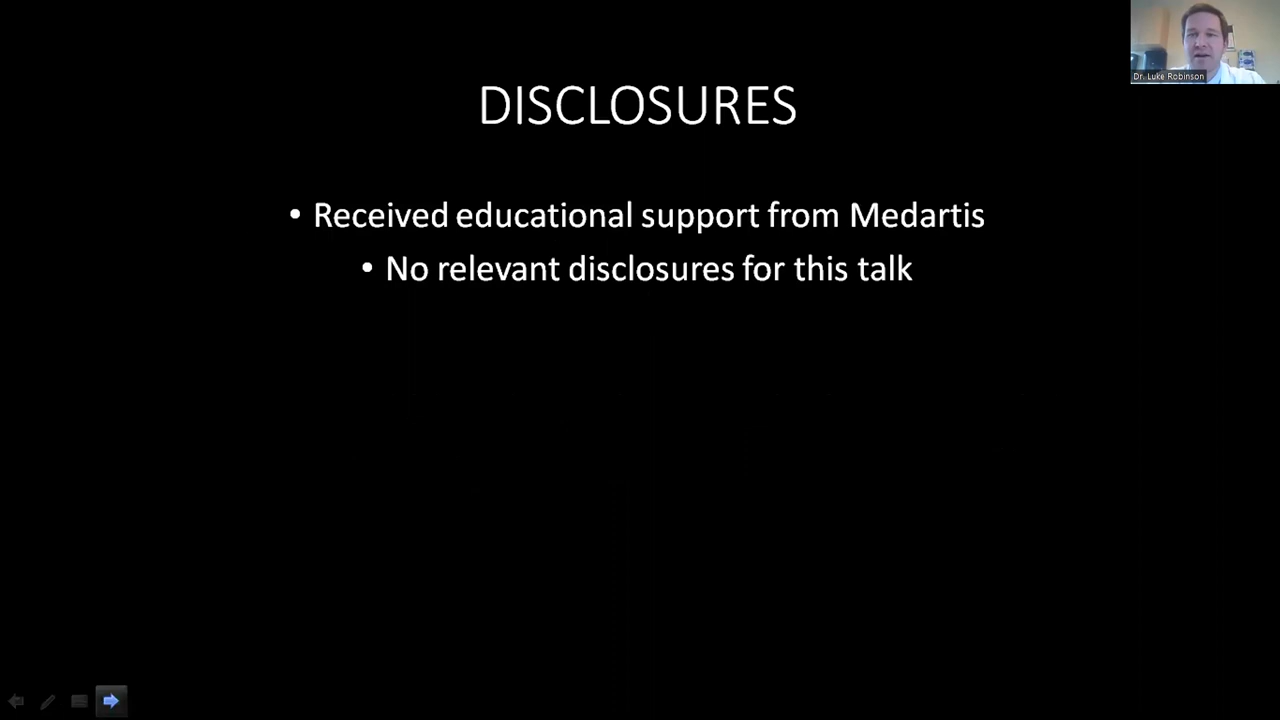 Dr. Luke Robinson
DISCLOSURES
• Received educational support from Medartis
• No relevant disclosures for this talk